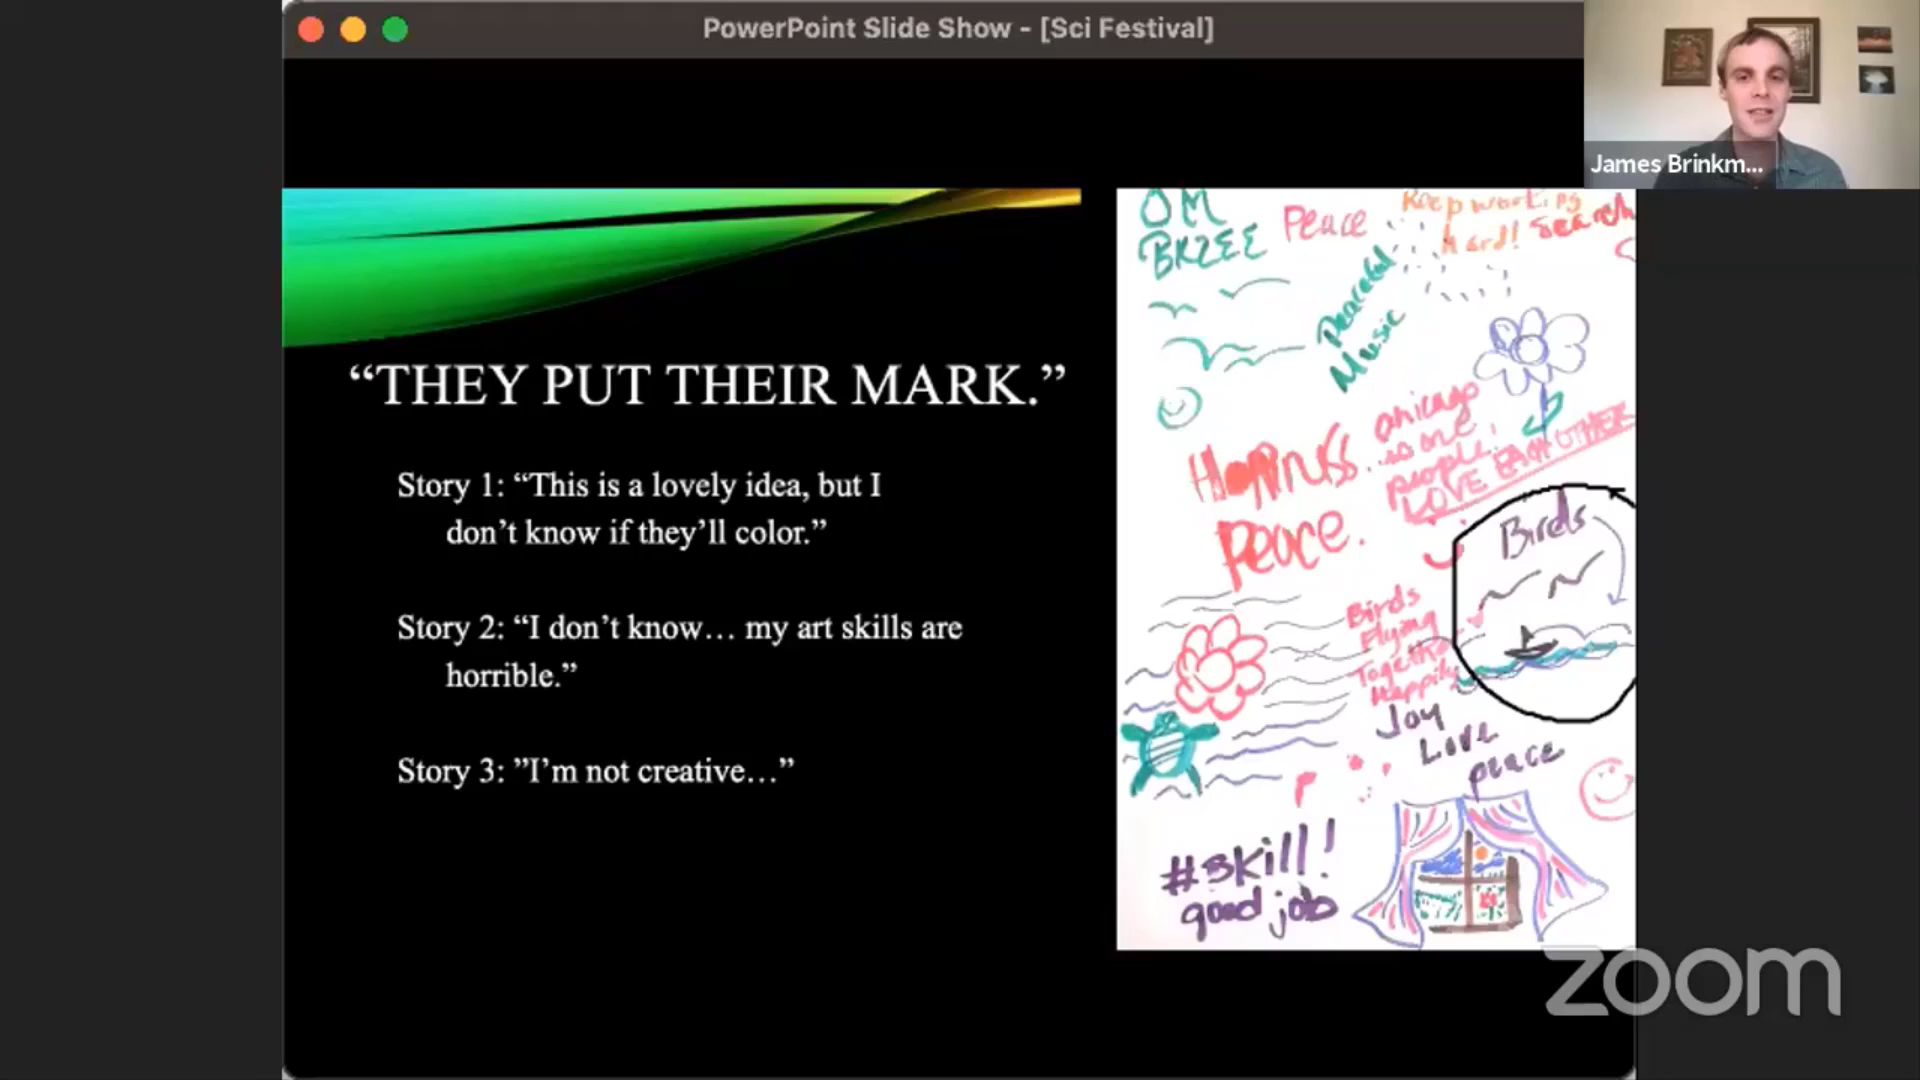 PowerPoint Slide Show - [Sci Festival]
James Brinkm...
“THEY PUT THEIR MARK.”
Story 1: “This is a lovely idea, but I
don’t know if they’ll color.”
Story 2: “I don’t know… my art skills are
horrible.”
Story 3: ”I’m not creative…”
OM
Peace
Keep working
hard!
Search
Peaceful
Music
Happiness
Peace.
people.
LOVE EACH OTHER
Birds
Birds
Flying
Together
Happily
Joy
Love
peace
#skill!
good job
zoom